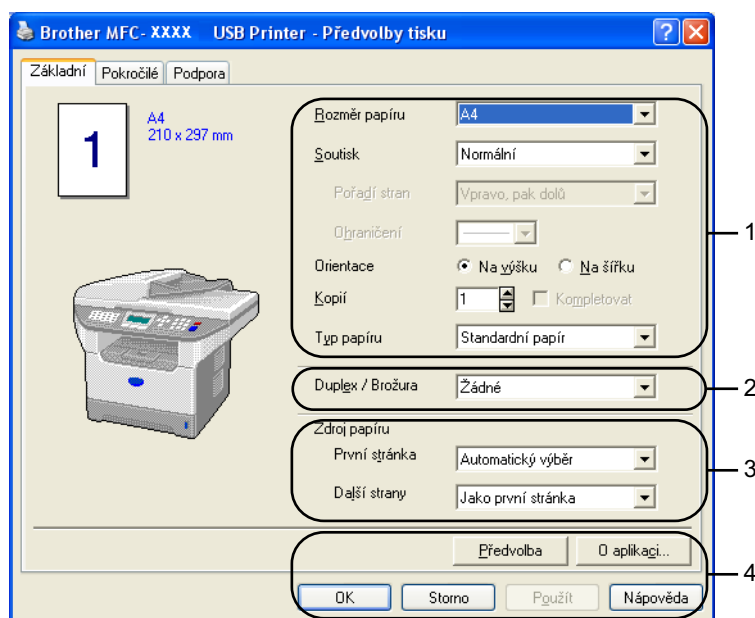 Brother MFC- XXXX USB Printer - Předvolby tisku
Základní Pokročilé Podpora
1
A4
210 x 297 mm
Rozměr papíru A4
Soutisk Normální
Pořadí stran Vpravo, pak dolů
Ohraničení
1
Orientace Na výšku Na šířku
Kopií 1 Kompletovat
Typ papíru Standardní papír
Duplex / Brožura Žádné
2
Zdroj papíru
První stránka Automatický výběr
3
Další strany Jako první stránka
Předvolba O aplikaci...
4
OK Storno Použít Nápověda